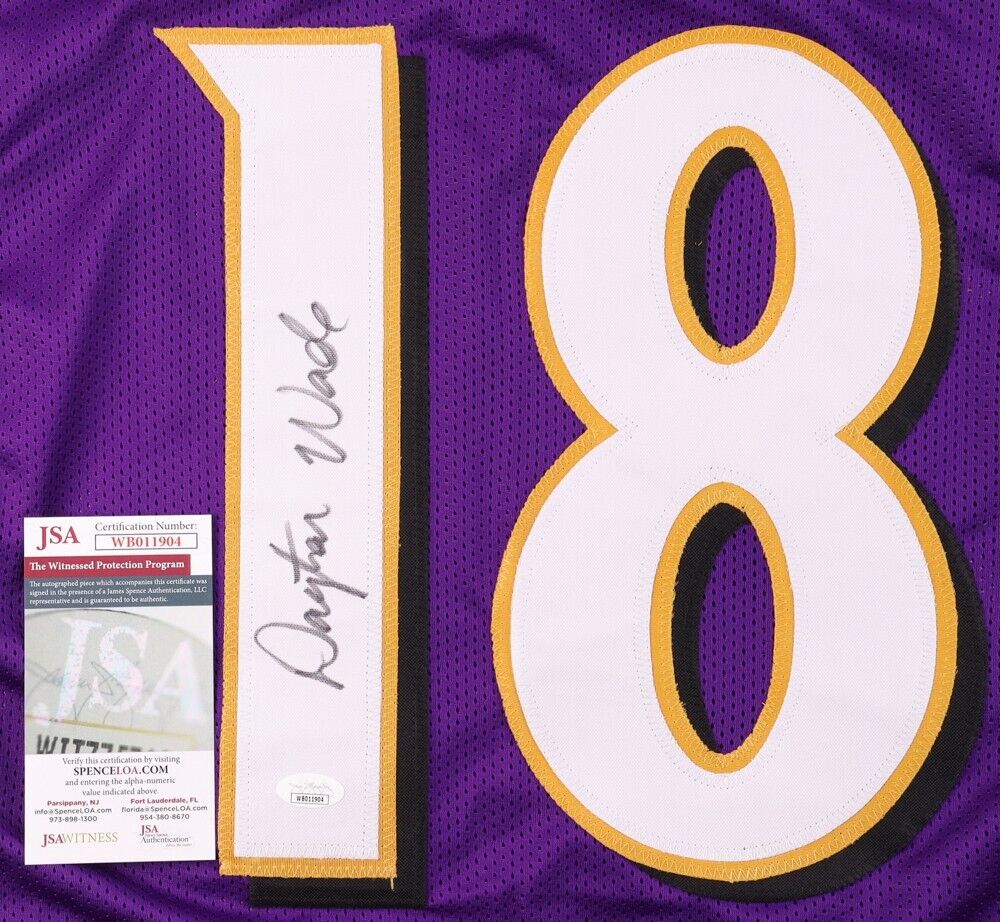 18
Dayton Wade
JSA
Certification Number:
WB011904
The Witnessed Protection Program
The autographed piece which accompanies this certificate was
signed in the presence of a James Spence Authentication, LLC
representative and is guaranteed to be authentic.
JSA
Verify this certification by visiting
SPENCELOA.COM
and entering the alpha-numeric
value indicated above.
Parsippany, NJ
info@SpenceLOA.com
973-898-1300
Fort Lauderdale, FL
florida@SpenceLOA.com
954-380-8670
JSAWITNESS
JSA
Authentication
WB011904